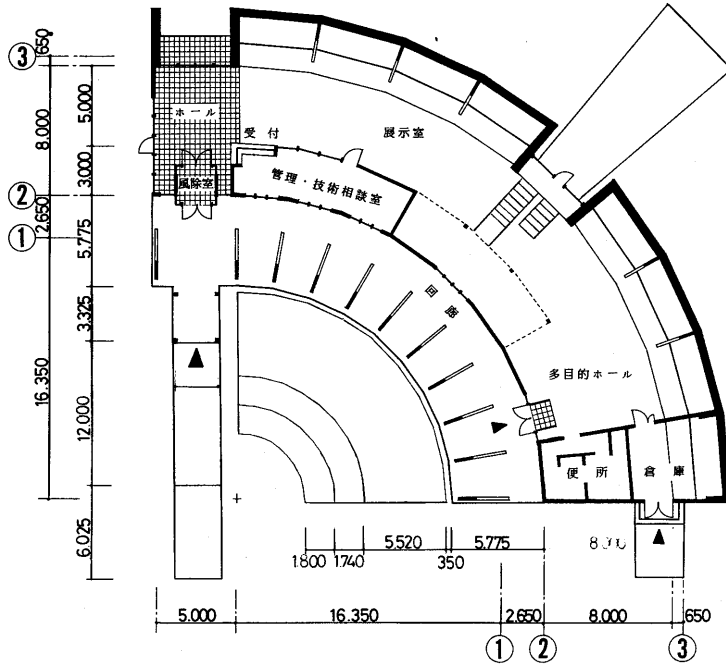 ③
650
5.000
8.000
3.000
②
2.650
①
5.775
3.325
16.350
12.000
6.025
ホール
受付
展示室
風除室
管理・技術相談室
回廊
多目的ホール
便所
倉庫
5.520
5.775
1.800
1.740
350
5.000
16.350
2.650
8.000
650
①
②
③